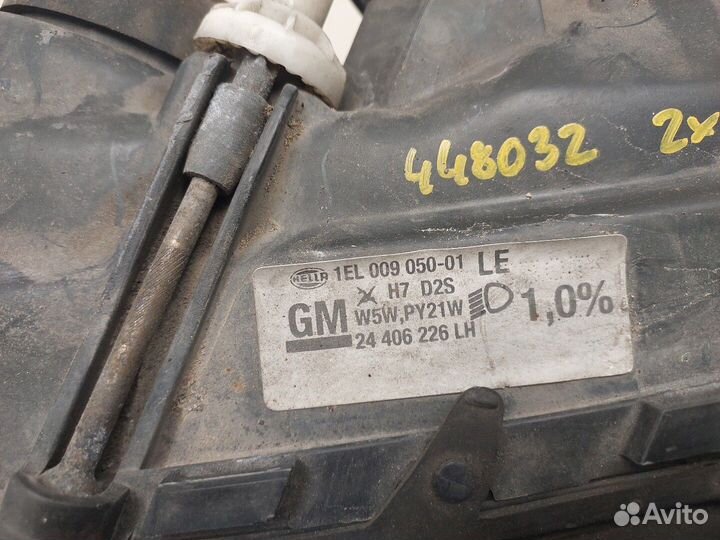 448032 2x
HELLA 1EL 009 050-01 LE
H7 D2S
GM W5W,PY21W 1,0%
24 406 226 LH
Avito